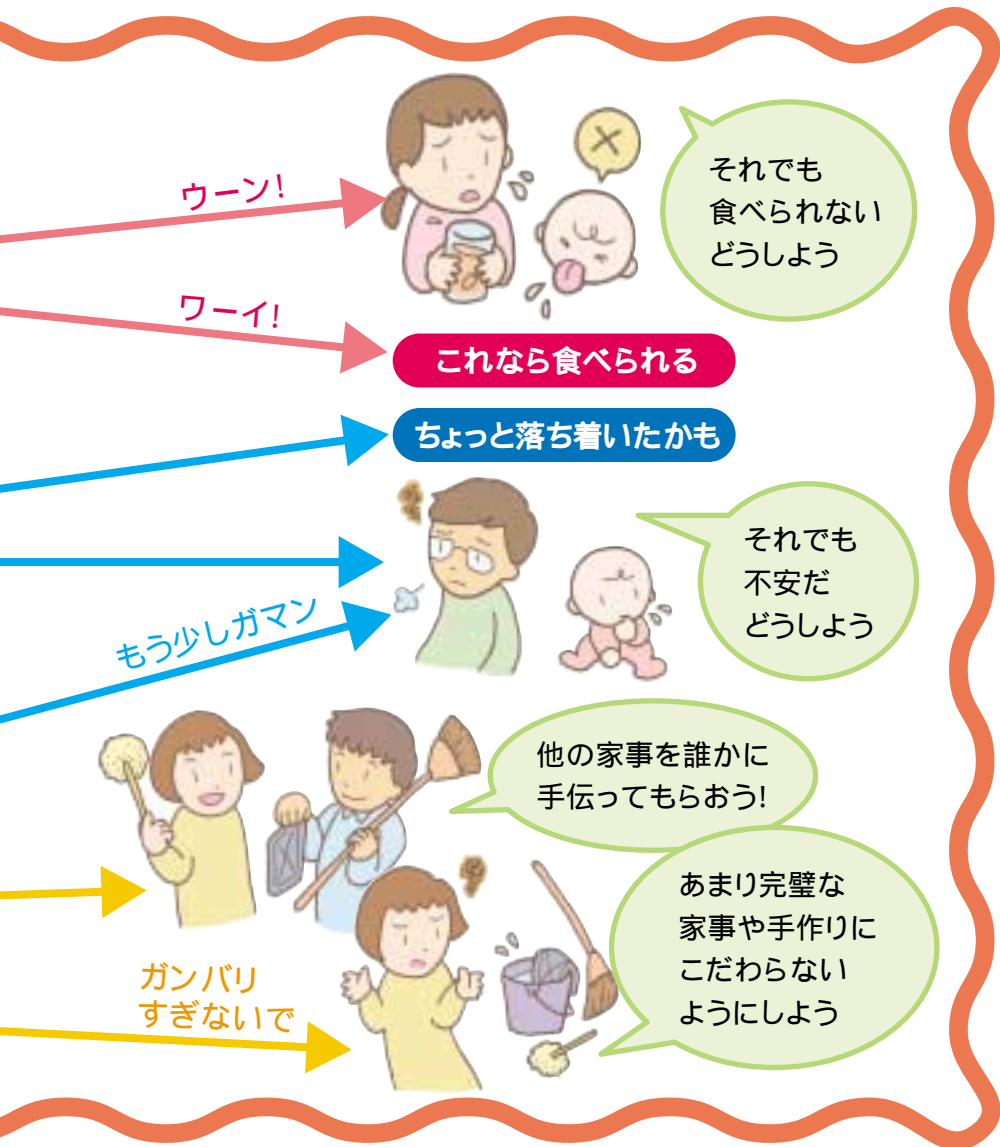 ウーン!
それでも
食べられない
どうしよう
ワーイ!
これなら食べられる
ちょっと落ち着いたかも
それでも
不安だ
どうしよう
もう少しガマン
他の家事を誰かに
手伝ってもらおう!
あまり完璧な
家事や手作りに
こだわらない
ようにしよう
ガンバリ
すぎないで